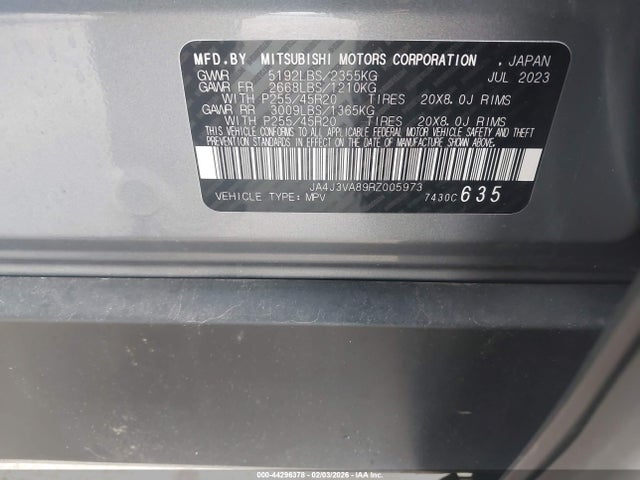 MFD.BY MITSUBISHI MOTORS CORPORATION , JAPAN
GVWR 5192LBS/2355KG JUL 2023
GAWR FR 2668LBS/1210KG
WITH P255/45R20 TIRES 20X8.0J RIMS
GAWR RR 3009LBS/1365KG
WITH P255/45R20 TIRES 20X8.0J RIMS
THIS VEHICLE CONFORMS TO ALL APPLICABLE FEDERAL MOTOR VEHICLE SAFETY AND THEFT
PREVENTION STANDARDS IN EFFECT ON THE DATE OF MANUFACTURE SHOWN ABOVE.
JA4J3VA89RZ005973
VEHICLE TYPE: MPV 7430C 635
000-44296378 - 02/03/2026 - IAA Inc.